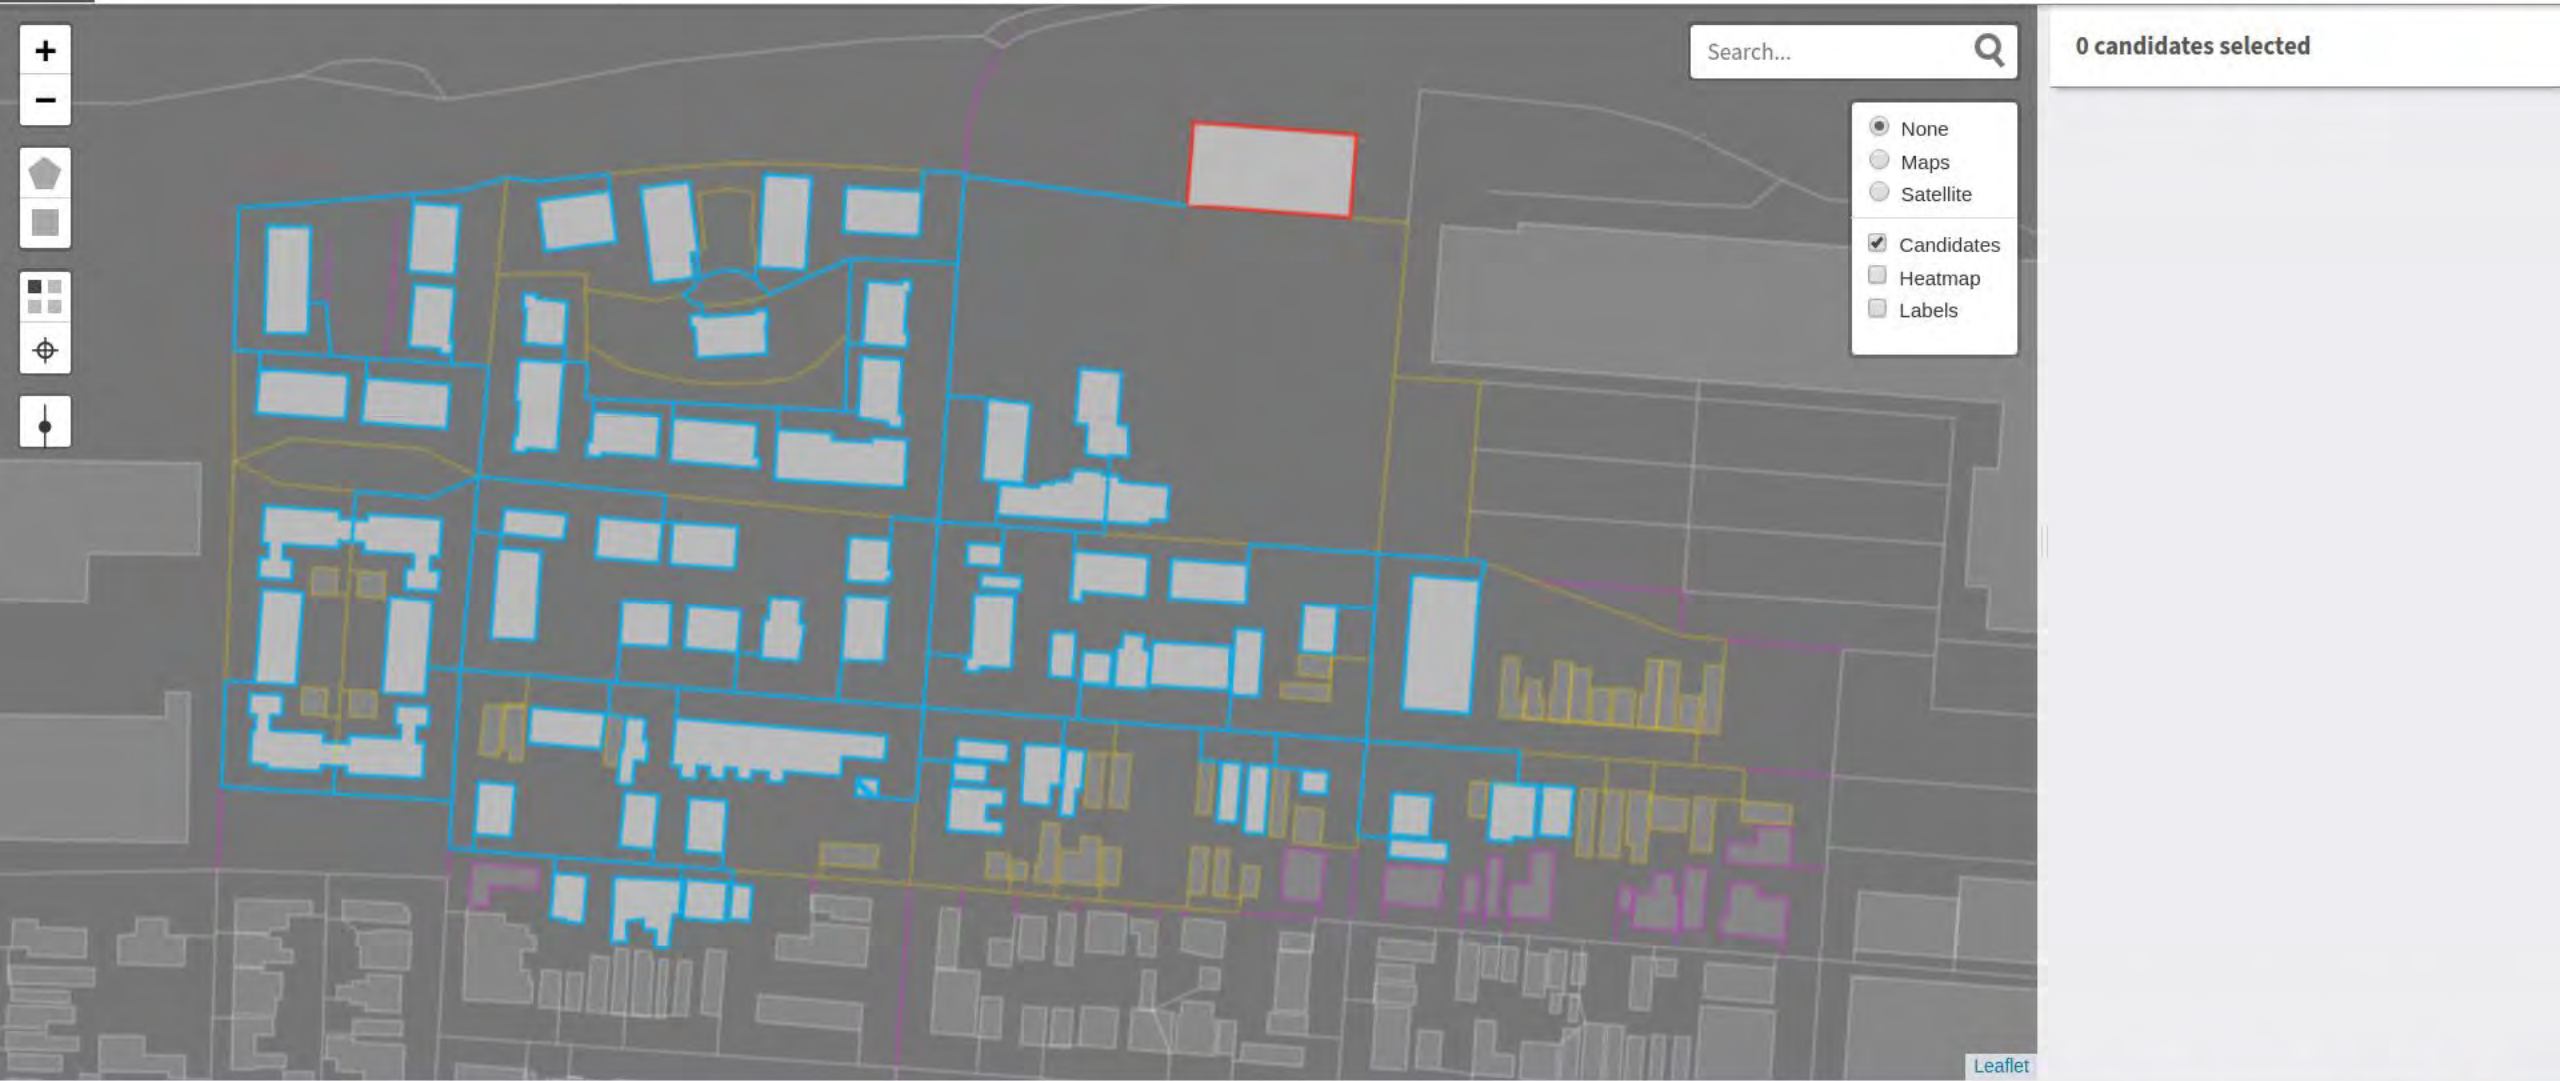 +
−
Search...
0 candidates selected
None
Maps
Satellite
Candidates
Heatmap
Labels
Leaflet